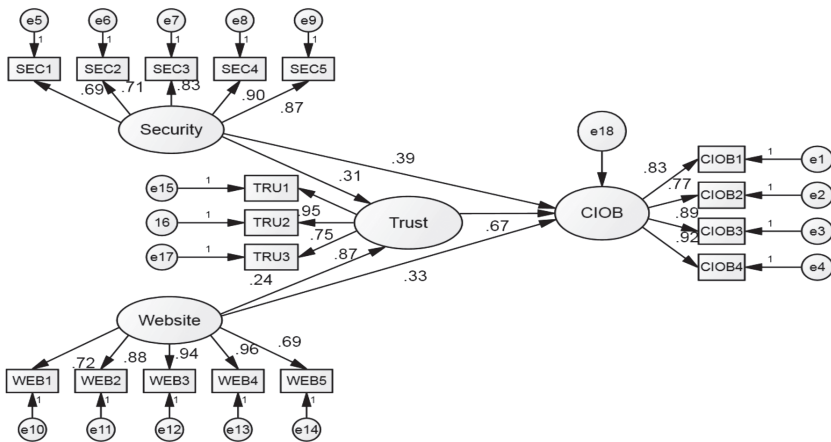 e5 e6 e7 e8 e9
1 1 1 1 1
SEC1 SEC2 SEC3 SEC4 SEC5
.69 .71 .83 .90 .87
Security
e18
.39
.31
.83 CIOB1 1 e1
.77 CIOB2 1 e2
.89 CIOB3 1 e3
.92 CIOB4 1 e4
CIOB
e15 1 TRU1
16 1 TRU2 .95
e17 1 TRU3 .75
Trust
.67
.87
.24
.33
Website
.72 .88 .94 .96 .69
WEB1 WEB2 WEB3 WEB4 WEB5
1 1 1 1 1
e10 e11 e12 e13 e14